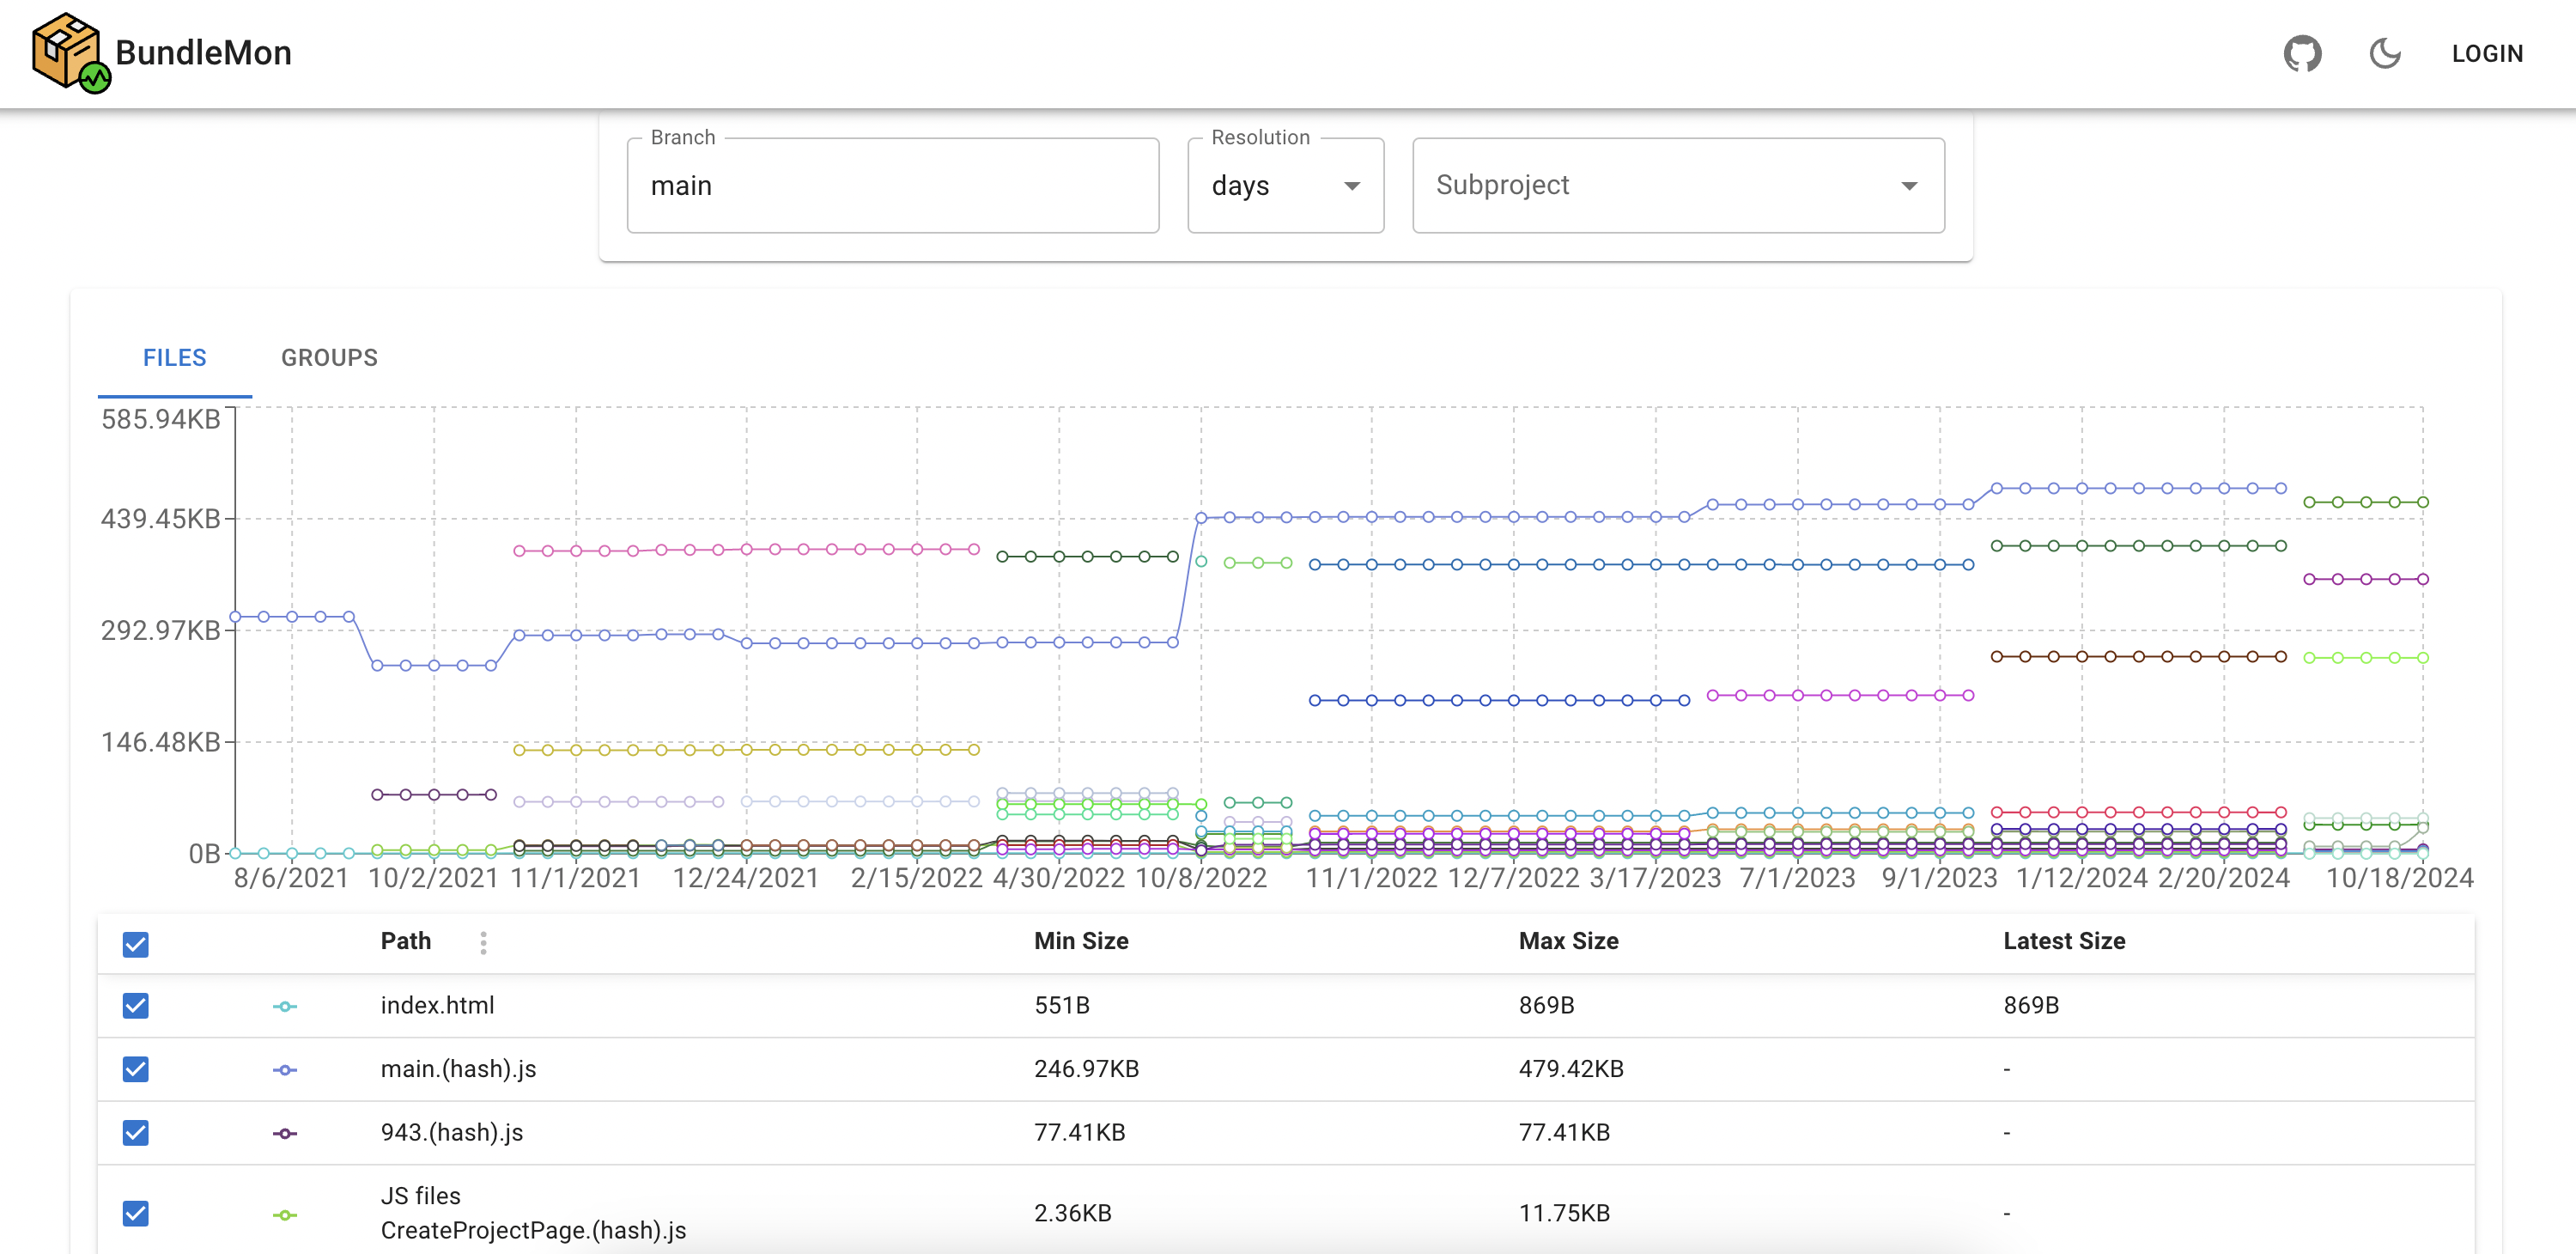 BundleMon
LOGIN
Branch
main
Resolution
days
Subproject
FILES
GROUPS
585.94KB
439.45KB
292.97KB
146.48KB
0B
8/6/2021 10/2/2021 11/1/2021 12/24/2021 2/15/2022 4/30/2022 10/8/2022 11/1/2022 12/7/2022 3/17/2023 7/1/2023 9/1/2023 1/12/2024 2/20/2024 10/18/2024
Path Min Size Max Size Latest Size
index.html 551B 869B 869B
main.(hash).js 246.97KB 479.42KB -
943.(hash).js 77.41KB 77.41KB -
JS files
CreateProjectPage.(hash).js 2.36KB 11.75KB -